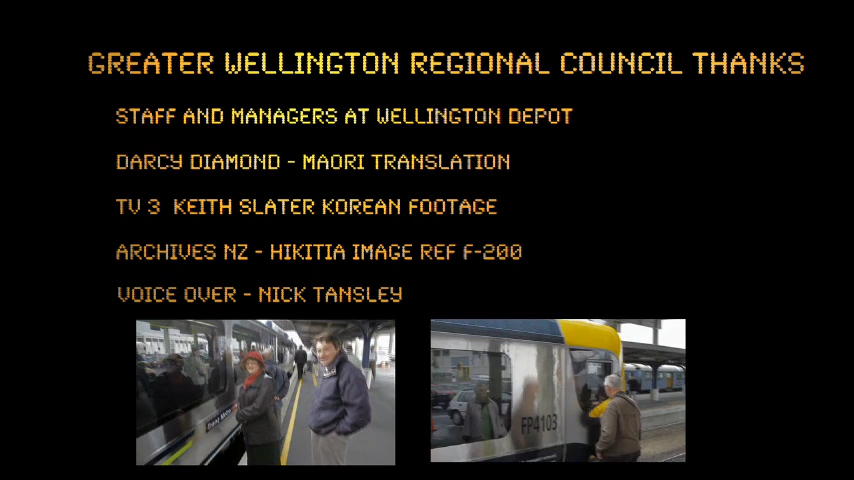 GREATER WELLINGTON REGIONAL COUNCIL THANKS
STAFF AND MANAGERS AT WELLINGTON DEPOT
DARCY DIAMOND - MAORI TRANSLATION
TV 3 KEITH SLATER KOREAN FOOTAGE
ARCHIVES NZ - HIKITIA IMAGE REF F-200
VOICE OVER - NICK TANSLEY
FP4103